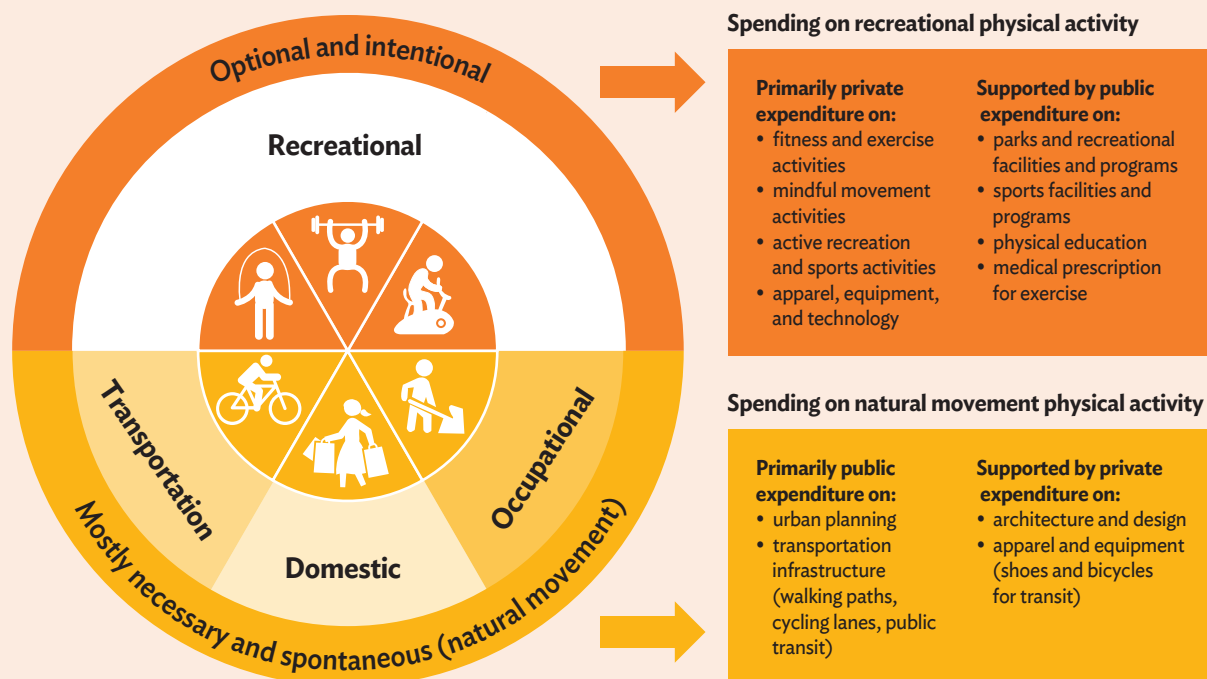 Optional and intentional
Recreational
Transportation
Domestic
Occupational
Mostly necessary and spontaneous (natural movement)
Spending on recreational physical activity
Primarily private
expenditure on:
• fitness and exercise
activities
• mindful movement
activities
• active recreation
and sports activities
• apparel, equipment,
and technology
Supported by public
expenditure on:
• parks and recreational
facilities and programs
• sports facilities and
programs
• physical education
• medical prescription
for exercise
Spending on natural movement physical activity
Primarily public
expenditure on:
• urban planning
• transportation
infrastructure
(walking paths,
cycling lanes, public
transit)
Supported by private
expenditure on:
• architecture and design
• apparel and equipment
(shoes and bicycles
for transit)